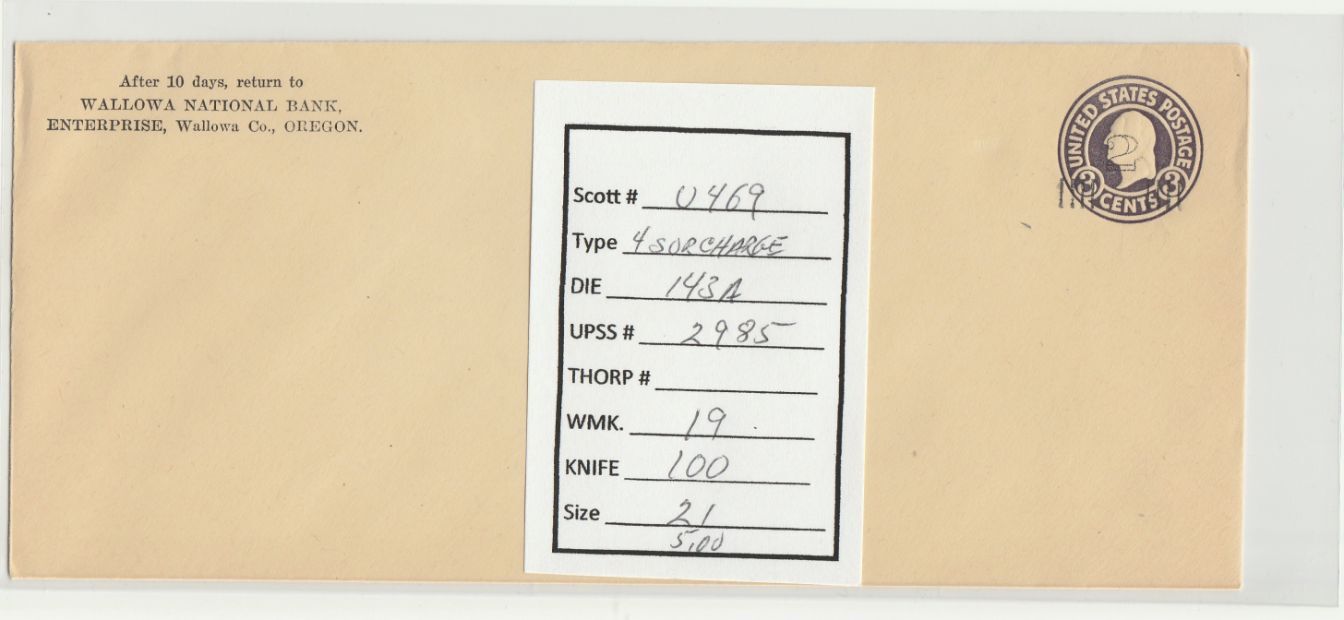 After 10 days, return to
WALLOWA NATIONAL BANK,
ENTERPRISE, Wallowa Co., OREGON.
Scott # U469
Type 4 SURCHARGE
DIE 143A
UPSS # 2985
THORP #
WMK. 19
KNIFE 100
Size 21
5.00
UNITED STATES POSTAGE
2
3 CENTS 3